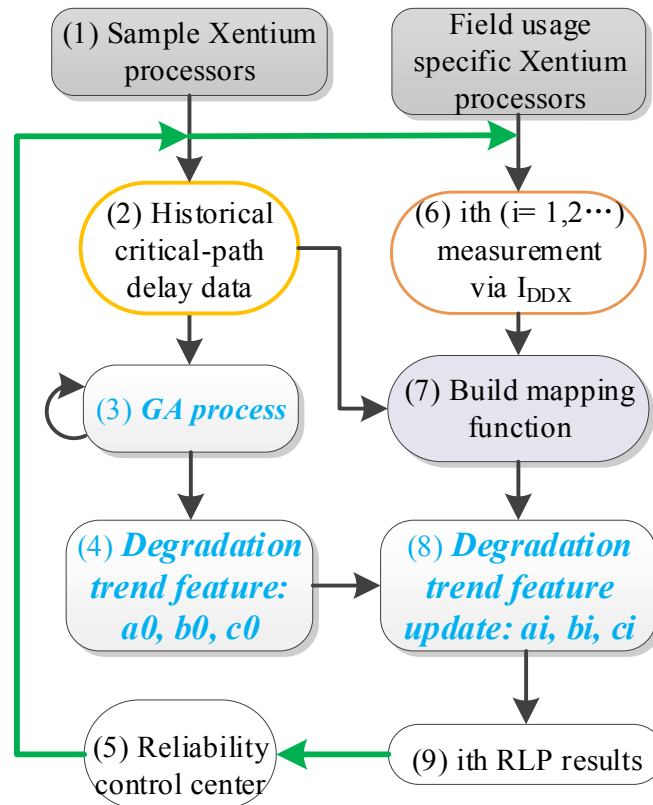 (1) Sample Xentium
processors
Field usage
specific Xentium
processors
(2) Historical
critical-path
delay data
(6) ith (i= 1,2···)
measurement
via IDDX
(3) GA process
(7) Build mapping
function
(4) Degradation
trend feature:
a0, b0, c0
(8) Degradation
trend feature
update: ai, bi, ci
(5) Reliability
control center
(9) ith RLP results